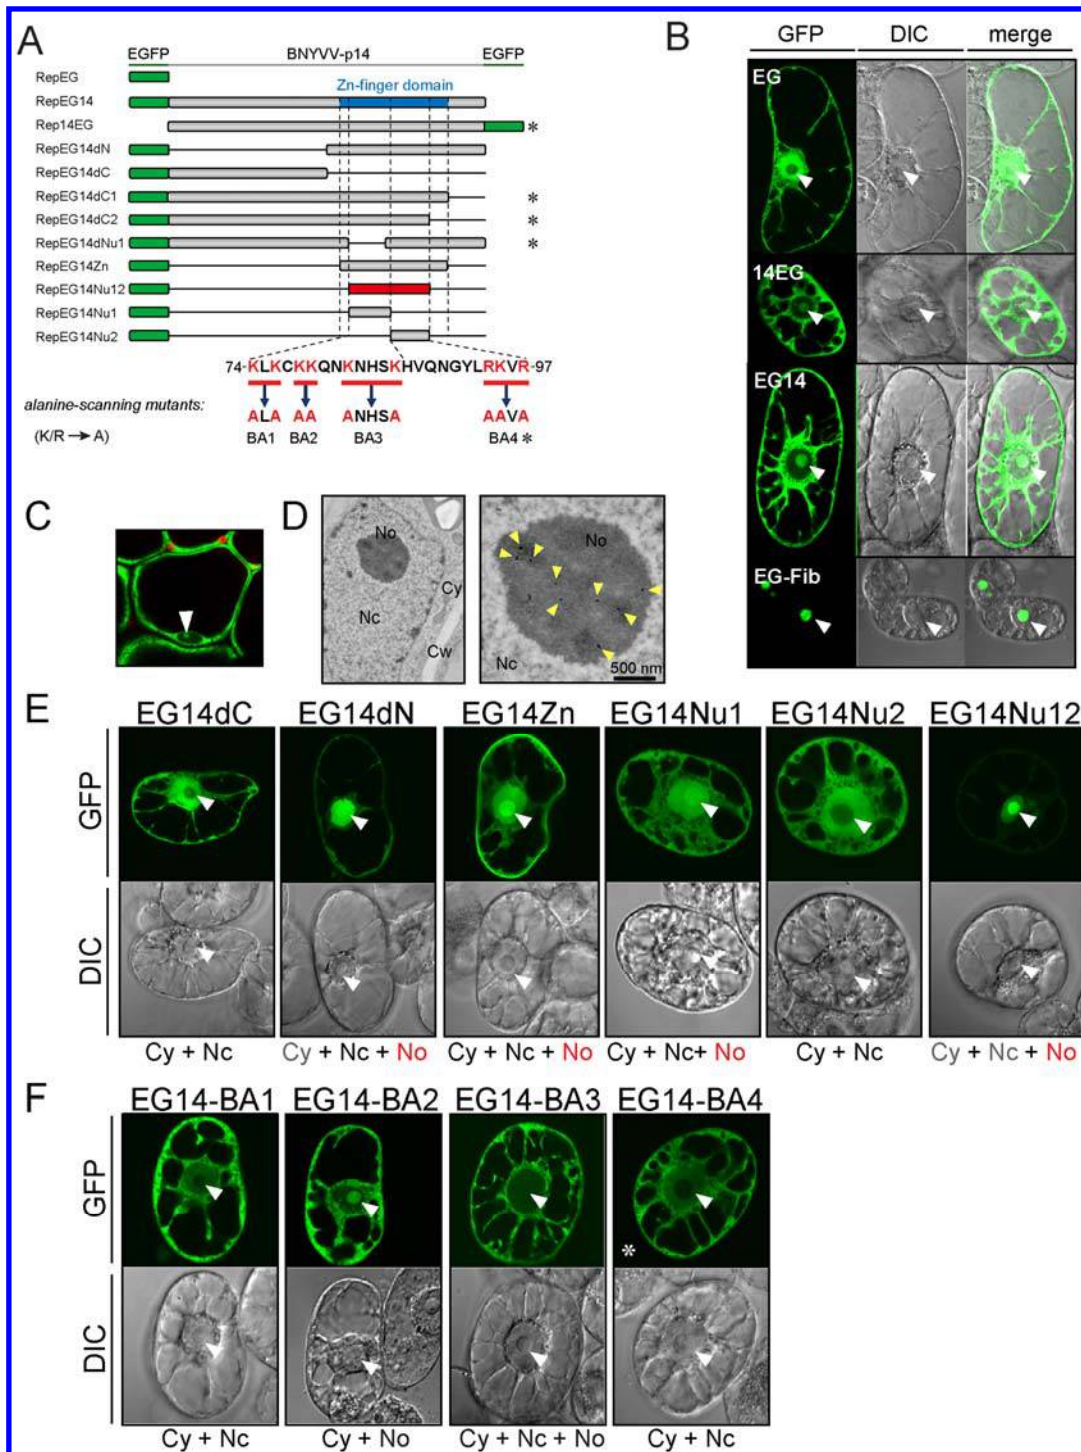 A
EGFP BNYVV-p14 EGFP
RepEG
Zn-finger domain
RepEG14
Rep14EG *
RepEG14dN
RepEG14dC
RepEG14dC1 *
RepEG14dC2 *
RepEG14dNu1 *
RepEG14Zn
RepEG14Nu12
RepEG14Nu1
RepEG14Nu2
74-KLKCKKQNKNHSKHVQNGYLRKVR-97
alanine-scanning mutants:
ALA AA ANHSA AAVA
(K/R → A) BA1 BA2 BA3 BA4 *
B
GFP DIC merge
EG
14EG
EG14
EG-Fib
C
D
No
Nc
Cy
Cw
No
Nc
500 nm
E
EG14dC EG14dN EG14Zn EG14Nu1 EG14Nu2 EG14Nu12
GFP
DIC
Cy + Nc Cy + Nc + No Cy + Nc + No Cy + Nc+ No Cy + Nc Cy + Nc + No
F
EG14-BA1 EG14-BA2 EG14-BA3 EG14-BA4
GFP
*
DIC
Cy + Nc Cy + No Cy + Nc + No Cy + Nc